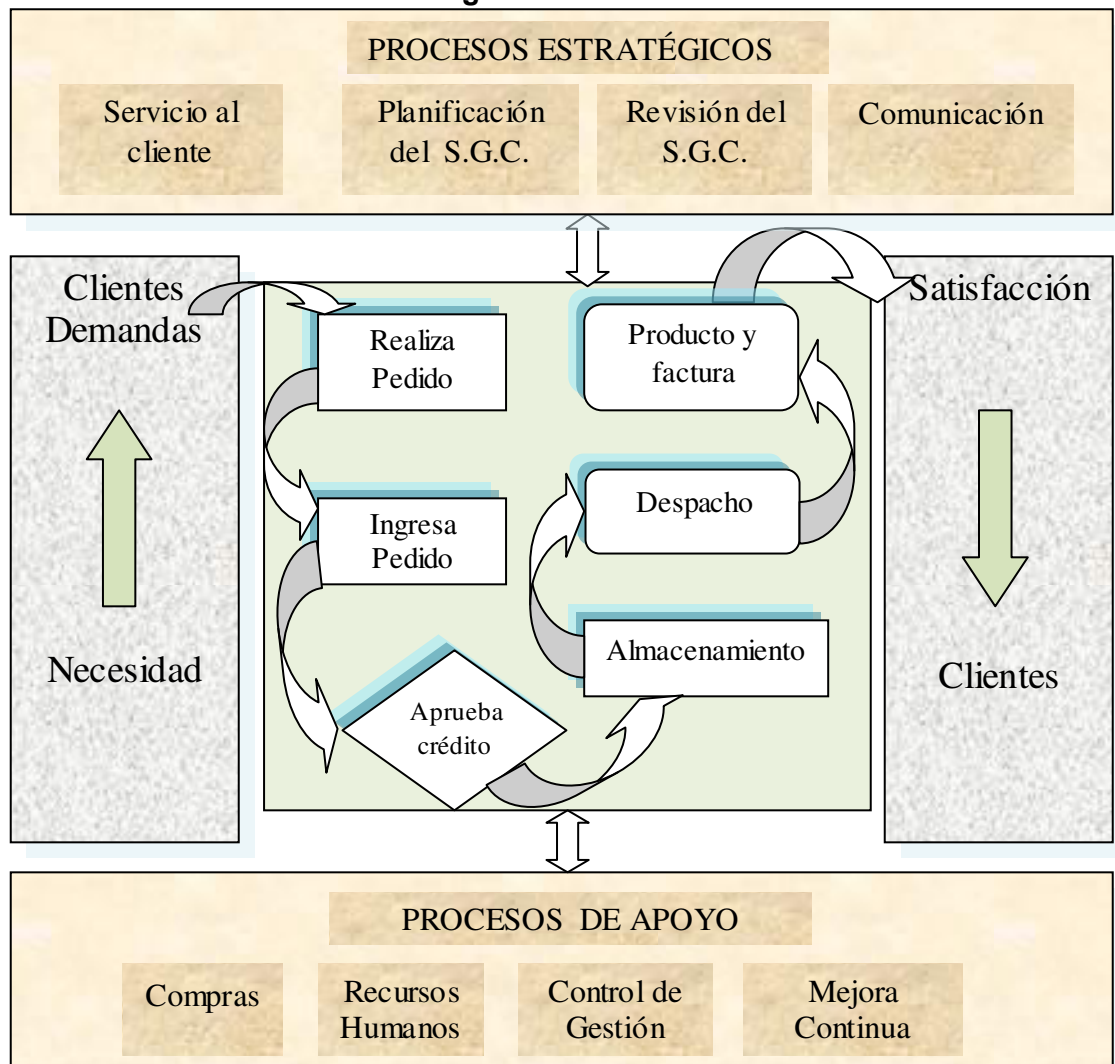 PROCESOS ESTRATÉGICOS
Servicio al
cliente
Planificación
del S.G.C.
Revisión del
S.G.C.
Comunicación
Clientes
Demandas
Necesidad
Realiza
Pedido
Ingresa
Pedido
Aprueba
crédito
Almacenamiento
Despacho
Producto y
factura
Satisfacción
Clientes
PROCESOS DE APOYO
Compras
Recursos
Humanos
Control de
Gestión
Mejora
Continua